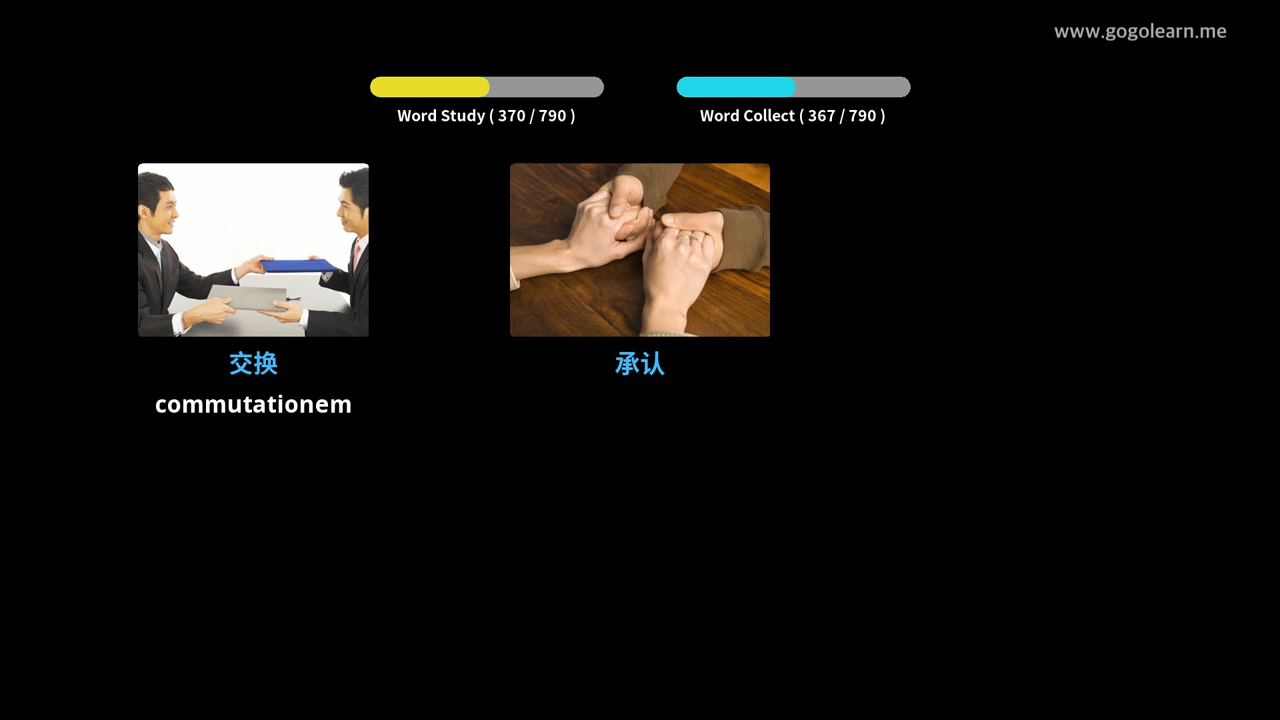 www.gogolearn.me
Word Study ( 370 / 790 )
Word Collect ( 367 / 790 )
交换
承认
commutationem